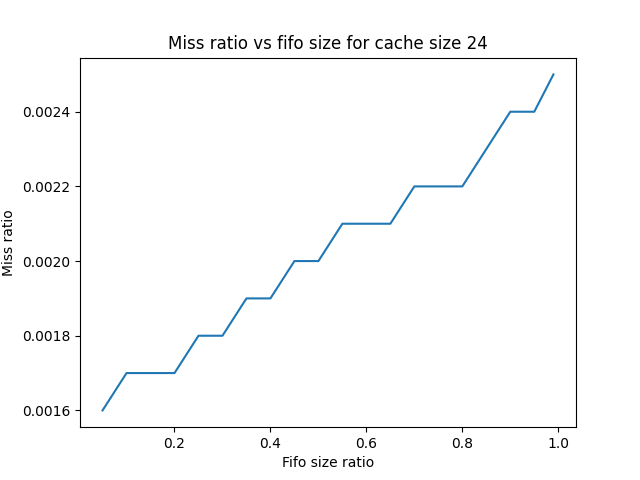 Miss ratio vs fifo size for cache size 24
0.0024
0.0022
0.0020
0.0018
0.0016
Miss ratio
0.2 0.4 0.6 0.8 1.0
Fifo size ratio